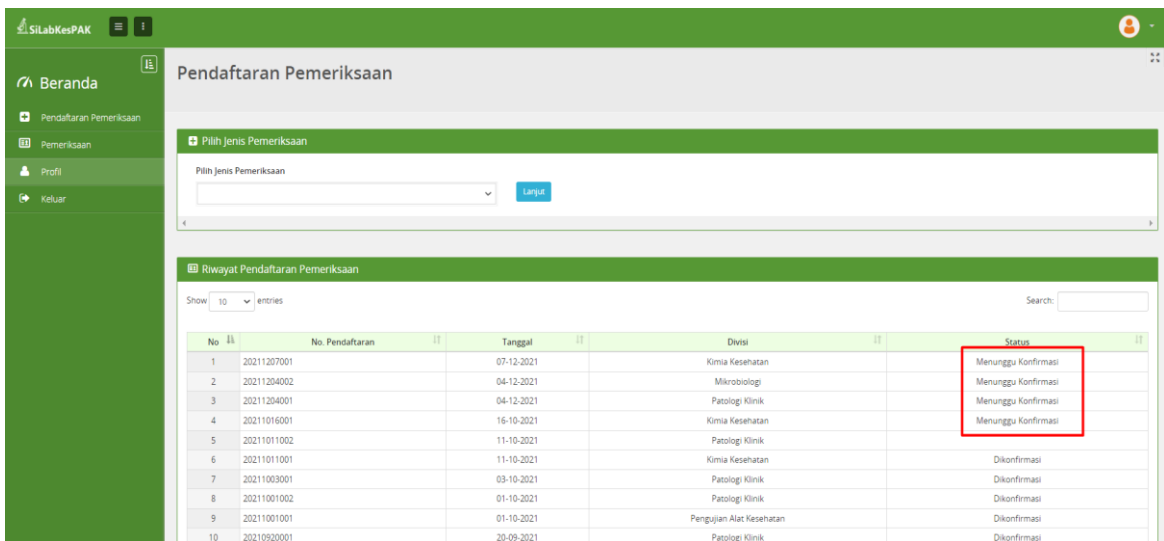 SiLabKesPAK
Beranda
Pendaftaran Pemeriksaan
Pemeriksaan
Profil
Keluar
Pendaftaran Pemeriksaan
Pilih Jenis Pemeriksaan
Pilih Jenis Pemeriksaan
Lanjut
Riwayat Pendaftaran Pemeriksaan
Show 10 entries Search:
No No. Pendaftaran Tanggal Divisi Status
1 20211207001 07-12-2021 Kimia Kesehatan Menunggu Konfirmasi
2 20211204002 04-12-2021 Mikrobiologi Menunggu Konfirmasi
3 20211204001 04-12-2021 Patologi Klinik Menunggu Konfirmasi
4 20211016001 16-10-2021 Kimia Kesehatan Menunggu Konfirmasi
5 20211011002 11-10-2021 Patologi Klinik
6 20211011001 11-10-2021 Kimia Kesehatan Dikonfirmasi
7 20211003001 03-10-2021 Patologi Klinik Dikonfirmasi
8 20211001002 01-10-2021 Patologi Klinik Dikonfirmasi
9 20211001001 01-10-2021 Pengujian Alat Kesehatan Dikonfirmasi
10 20210920001 20-09-2021 Patologi Klinik Dikonfirmasi